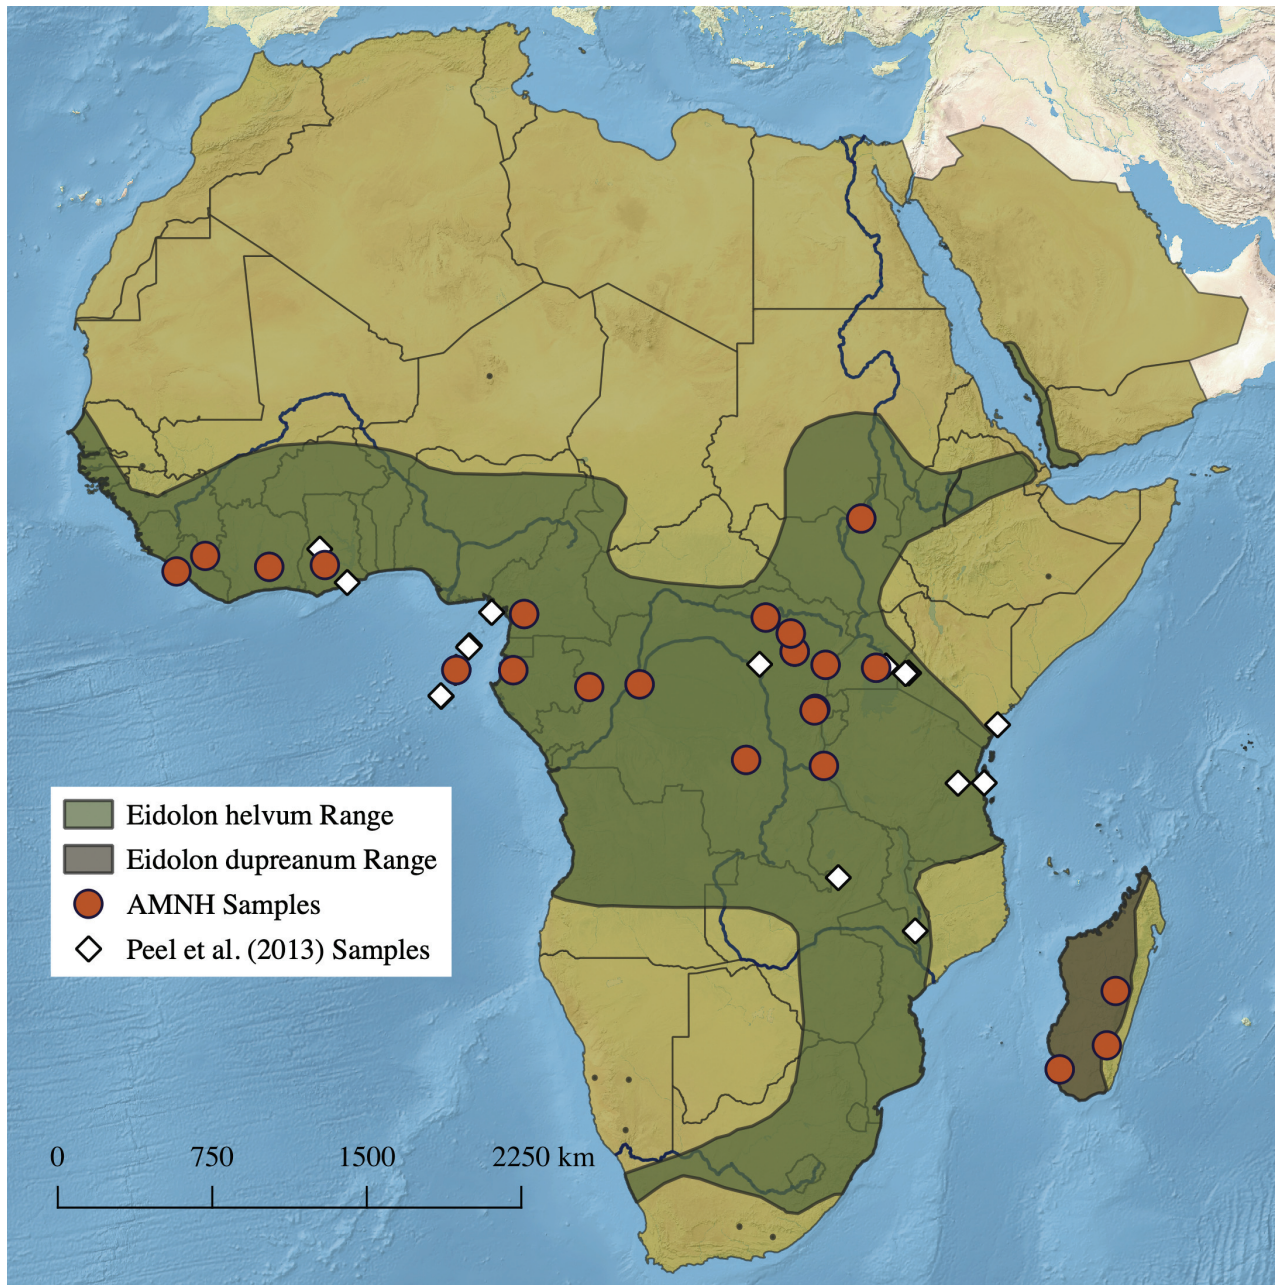 Eidolon helvum Range
Eidolon dupreanum Range
AMNH Samples
Peel et al. (2013) Samples
0 750 1500 2250 km